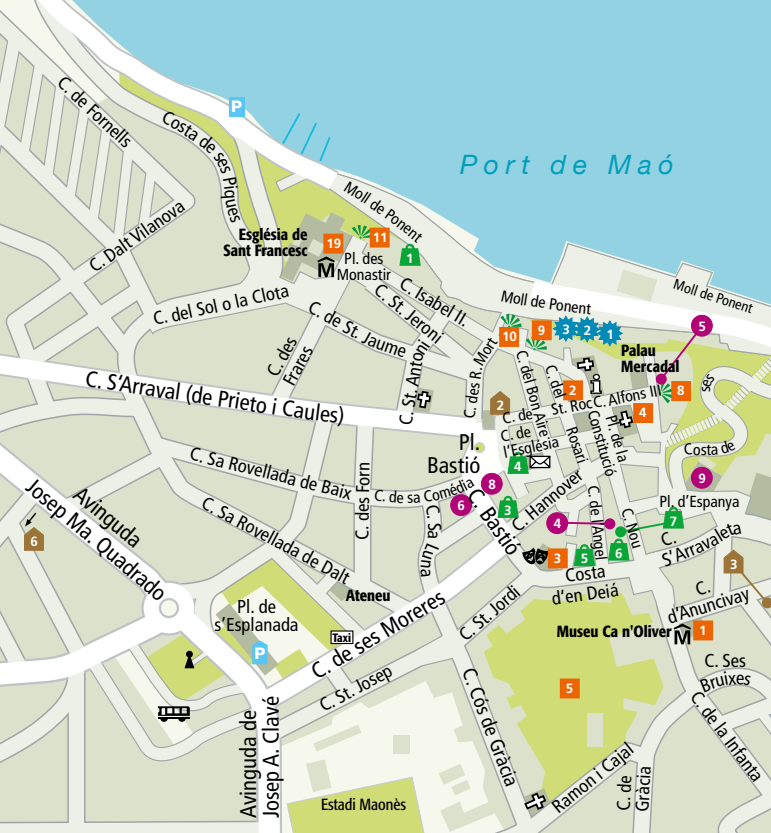 P
C. de Fornells
Costa de ses Piques
Port de Maó
C. Dalt Vilanova
Moll de Ponent
Església de
Sant Francesc
19
11
1
Pl. des
Monastir
M
C. Isabel II.
C. St. Jeroni
C. del Sol o la Clota
C. de St. Jaume
C. des
Frares
C. St. Antoni
Moll de Ponent
Moll de Ponent
10
9
3
2
1
5
Palau
Mercadal
C. des R. Mort
C. del Bon Aire
C. del
Rosari
2
8
C. Alfons III
St. Roc
4
ses
Costa de
C. S'Arraval (de Prieto i Caules)
2
C. de
C. de
l'Església
Pl. de la
Constitució
Pl.
Bastió
4
8
9
C. Sa Rovellada de Baix
C. des Forn
C. de sa Comèdia
6
3
C. Bastió
C. Hannover
C. de l'Angel
C. Nou
4
Pl. d'Espanya
7
Avinguda
Josep Ma. Quadrado
6
C. Sa Rovellada de Dalt
C. Sa Lluna
3
5
6
C.
S'Arravaleta
3
Costa
d'en Deià
C.
d'Anuncivay
Ateneu
Pl. de
s'Esplanada
P
Taxi
C. de ses Moreres
C. St. Jordi
Museu Ca n'Oliver
M
1
C. St. Josep
C. Ses
Bruixes
5
C. Cós de Gràcia
C. de la Infanta
Avinguda de
Josep A. Clavé
Estadi Maonès
Ramon i Cajal
C. de
Gràcia